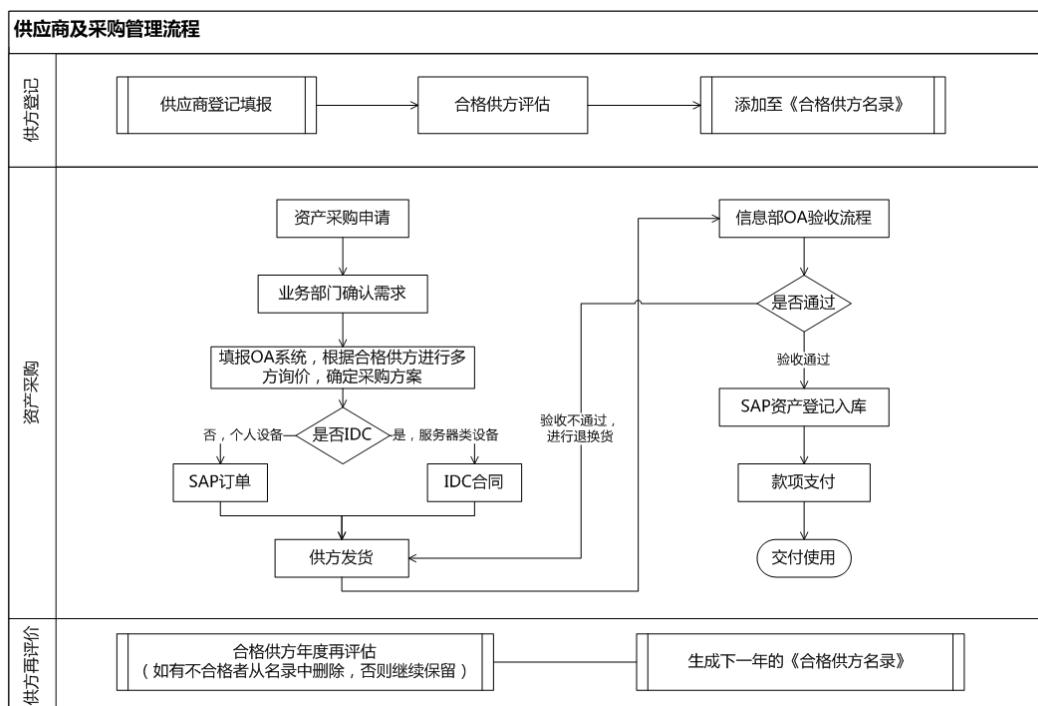 供应商及采购管理流程
供方登记
供应商登记填报
合格供方评估
添加至《合格供方名录》
资产采购
资产采购申请
业务部门确认需求
填报OA系统，根据合格供方进行多
方询价，确定采购方案
是否IDC
否，个人设备
是，服务器类设备
SAP订单
IDC合同
供方发货
信息部OA验收流程
是否通过
验收不通过，
进行退换货
验收通过
SAP资产登记入库
款项支付
交付使用
供方再评价
合格供方年度再评估
（如有不合格者从名录中删除，否则继续保留）
生成下一年的《合格供方名录》